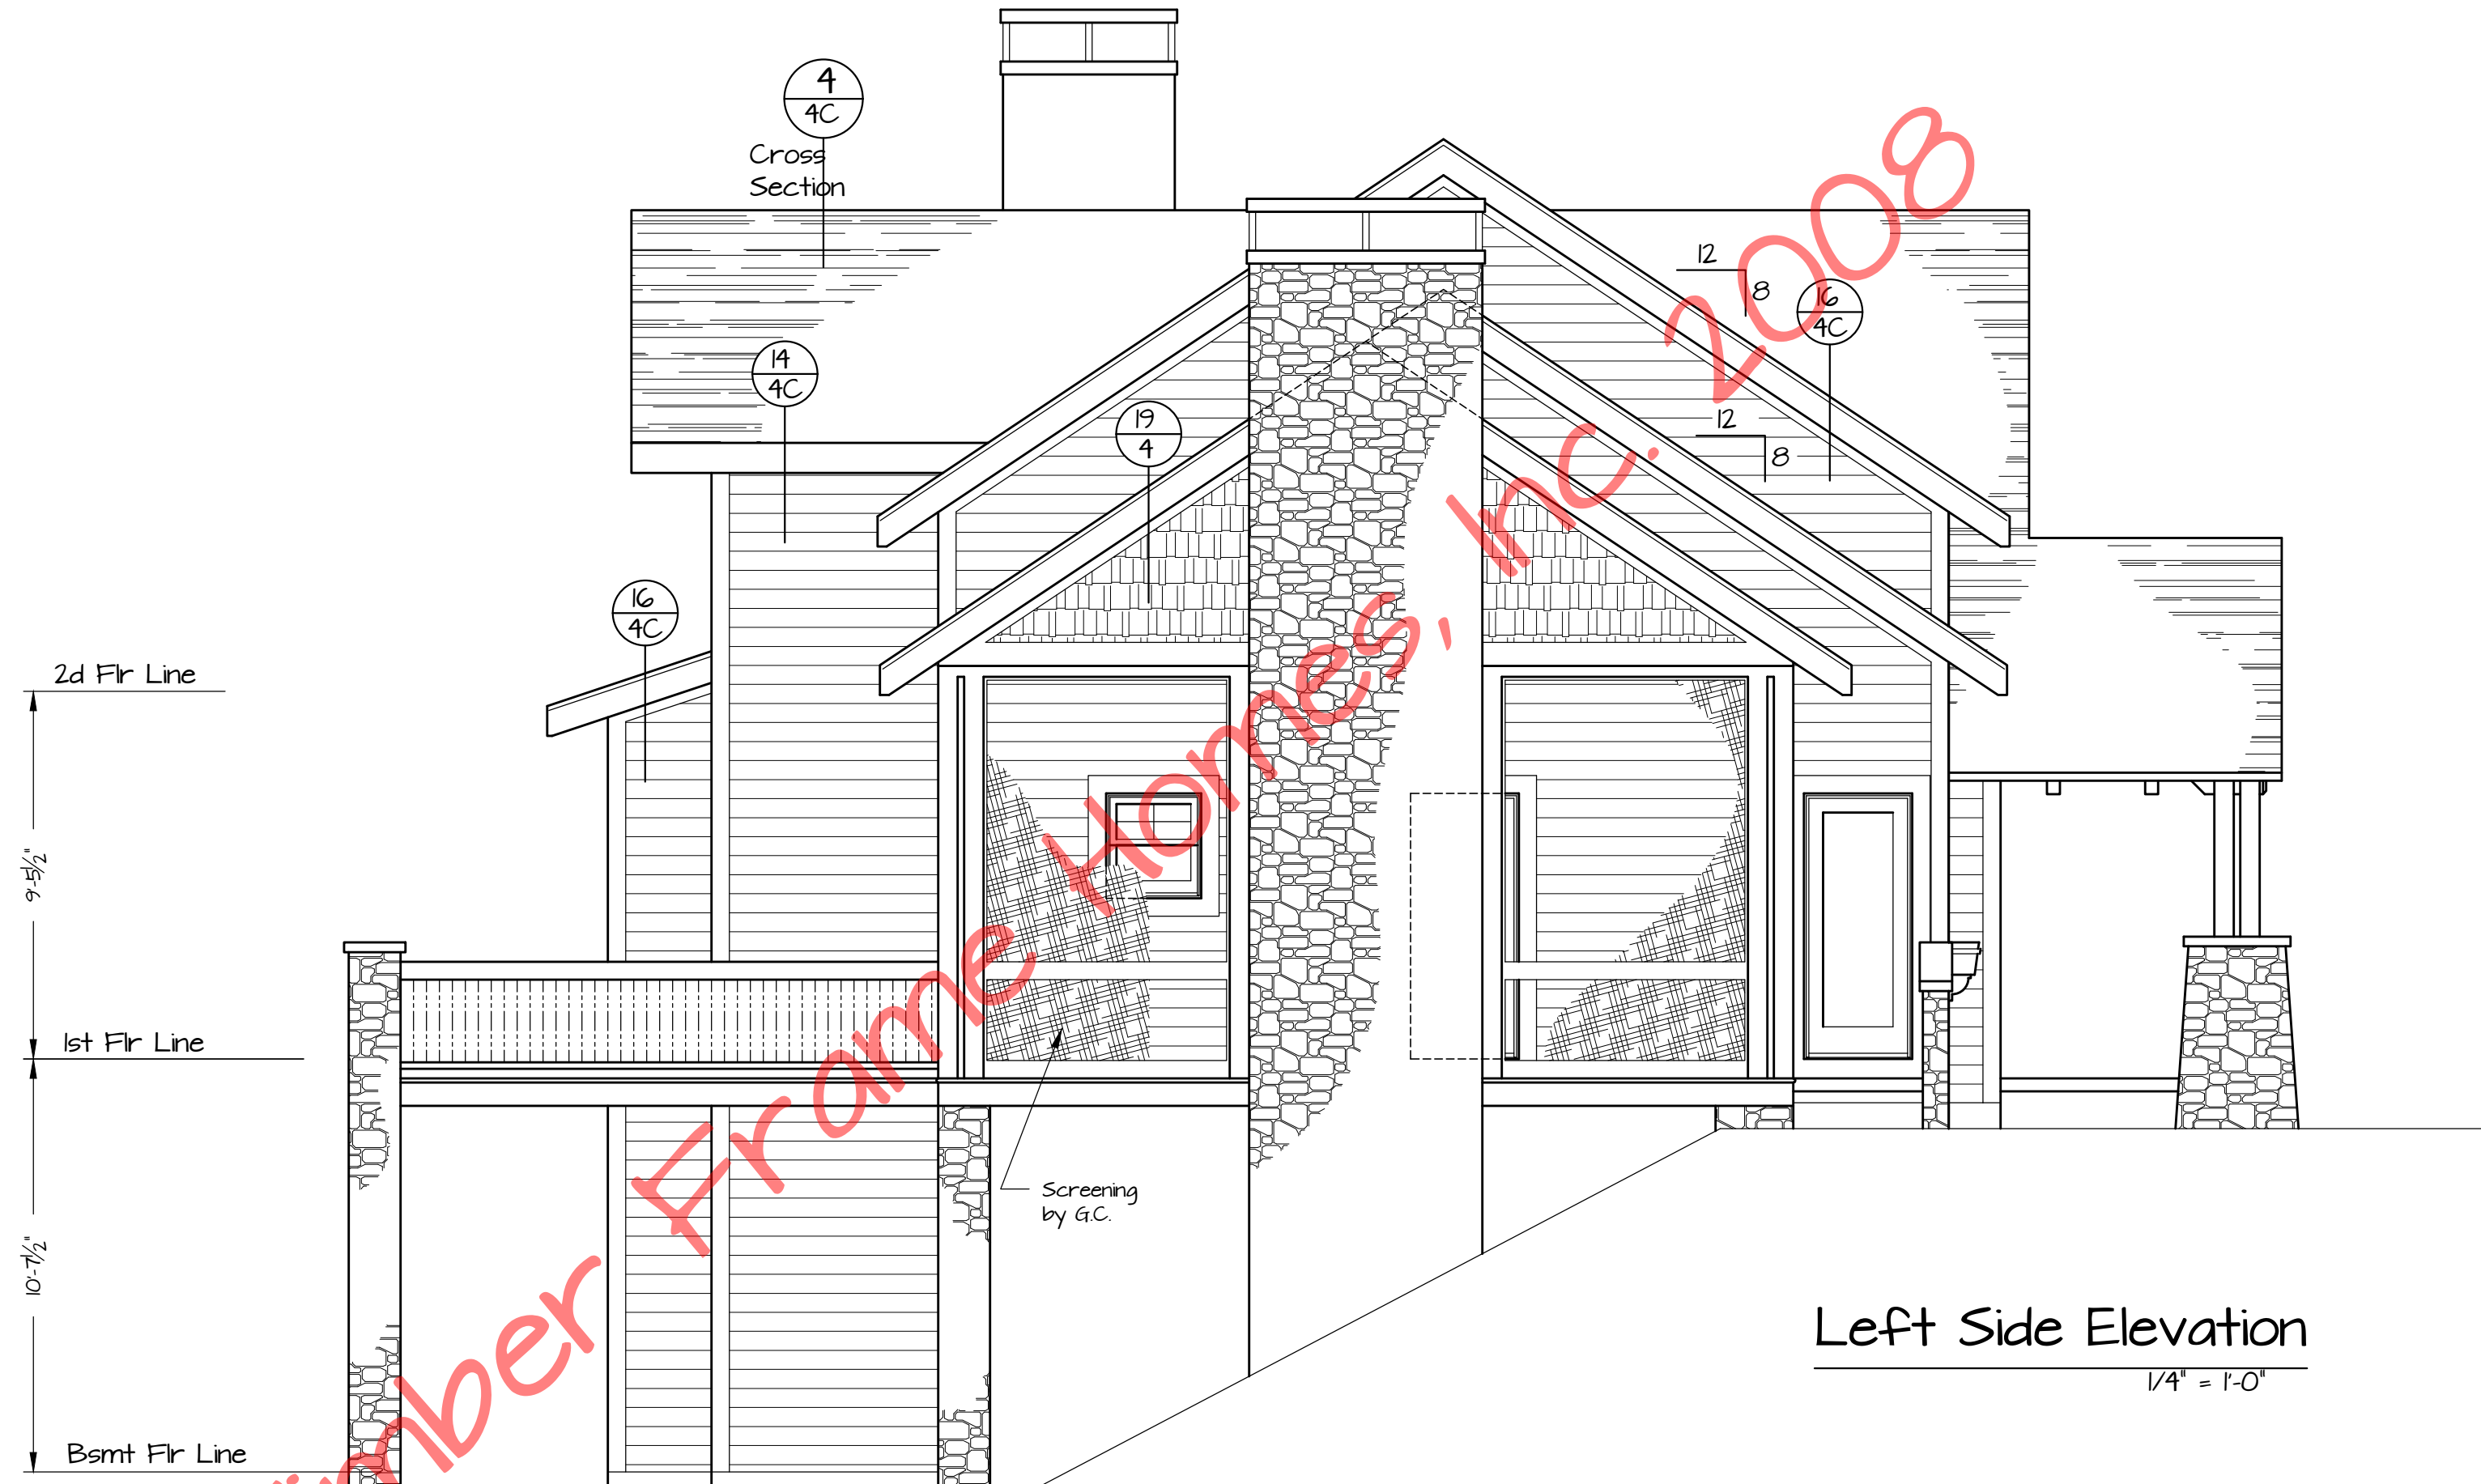 4
4C
Cross
Section
12
8
16
4C
14
4C
19
4
12
8
16
4C
2d Flr Line
9'-5½"
1st Flr Line
Screening
by G.C.
10'-7½"
Left Side Elevation
1/4" = 1'-0"
Bsmt Flr Line
Frame Homes, Inc. 2008